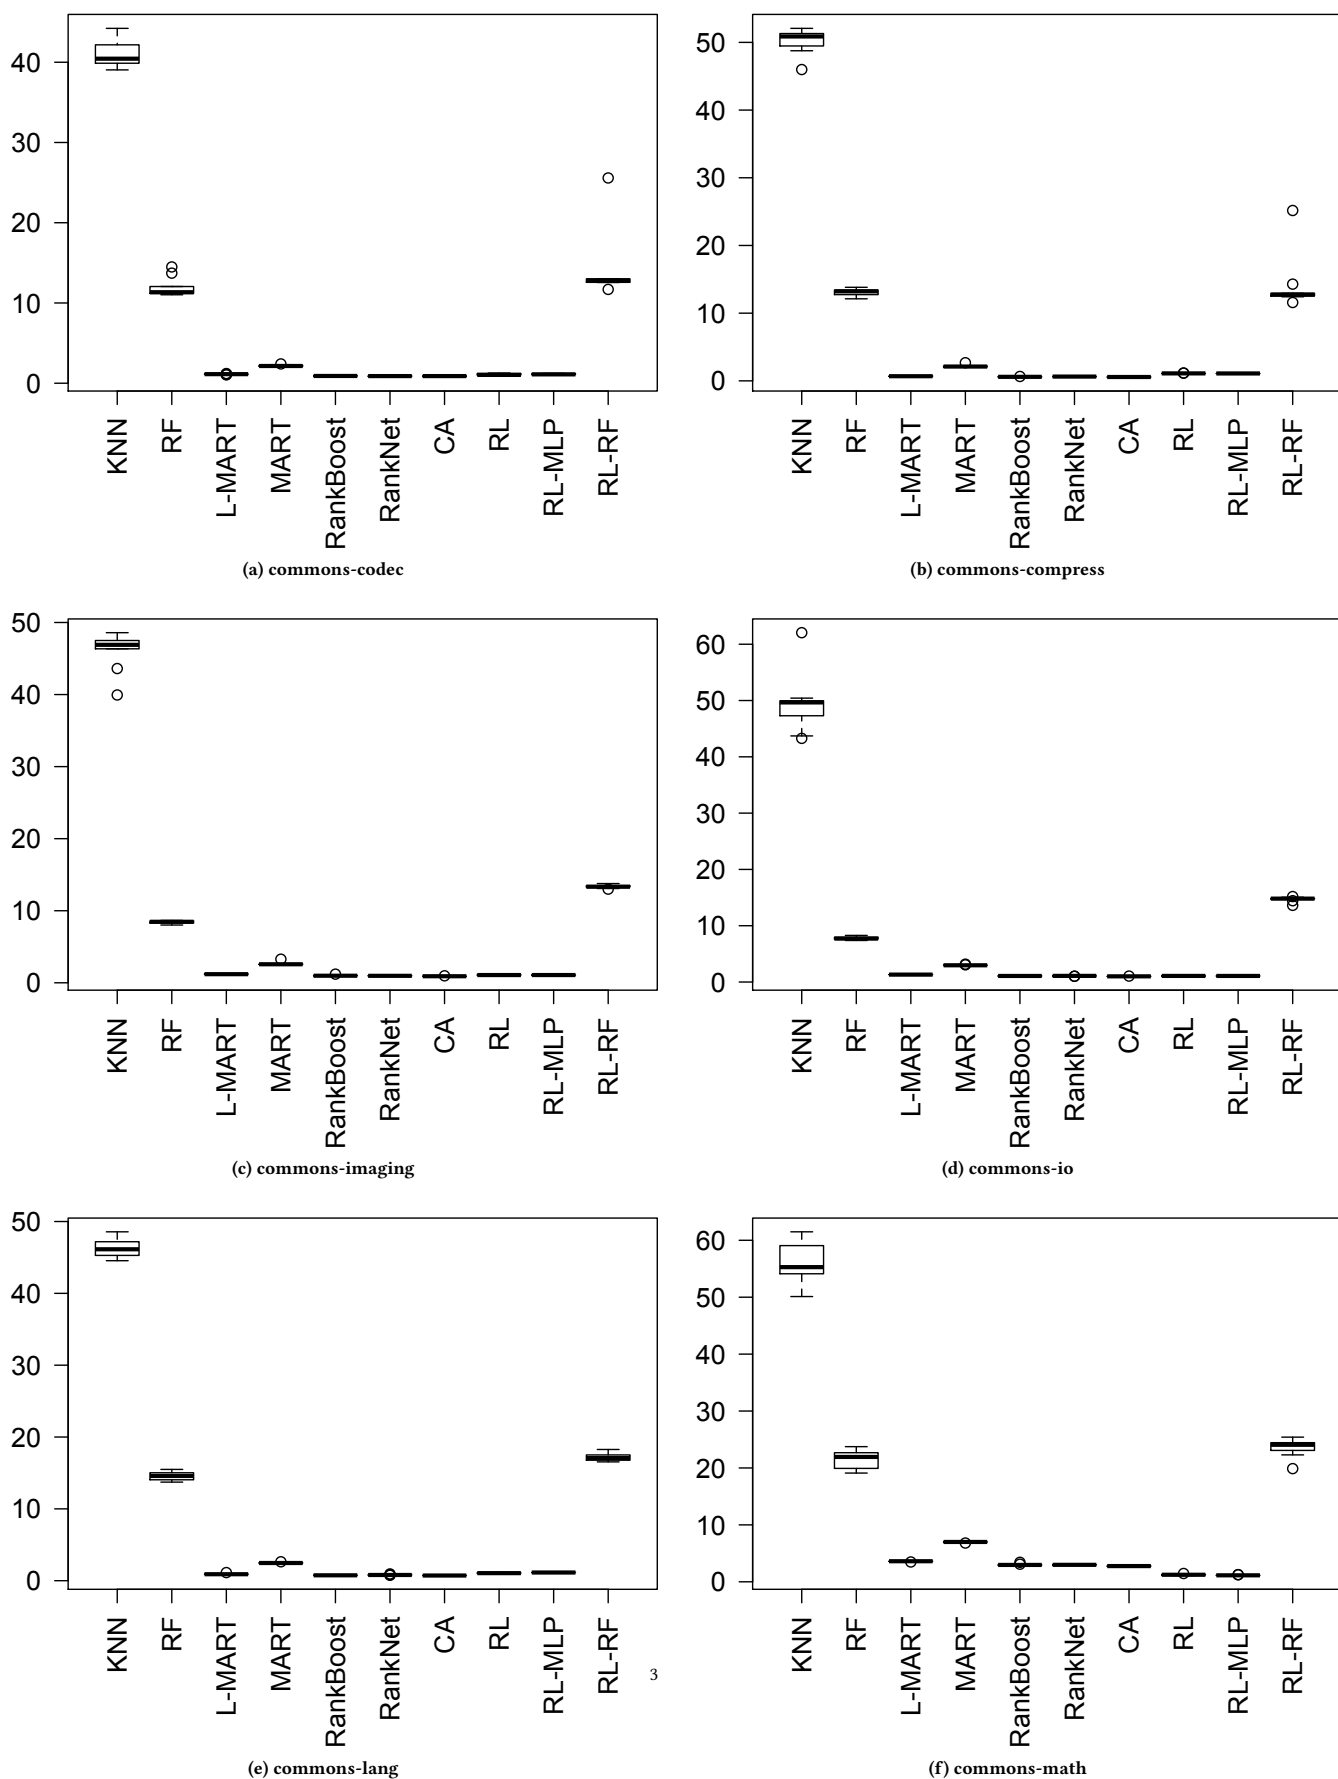 40
30
20
10
0
KNN
RF
L-MART
MART
RankBoost
RankNet
CA
RL
RL-MLP
RL-RF
(a) commons-codec
50
40
30
20
10
0
KNN
RF
L-MART
MART
RankBoost
RankNet
CA
RL
RL-MLP
RL-RF
(b) commons-compress
50
40
30
20
10
0
KNN
RF
L-MART
MART
RankBoost
RankNet
CA
RL
RL-MLP
RL-RF
(c) commons-imaging
60
50
40
30
20
10
0
KNN
RF
L-MART
MART
RankBoost
RankNet
CA
RL
RL-MLP
RL-RF
(d) commons-io
50
40
30
20
10
0
KNN
RF
L-MART
MART
RankBoost
RankNet
CA
RL
RL-MLP
RL-RF
(e) commons-lang
60
50
40
30
20
10
0
KNN
RF
L-MART
MART
RankBoost
RankNet
CA
RL
RL-MLP
RL-RF
(f) commons-math
3